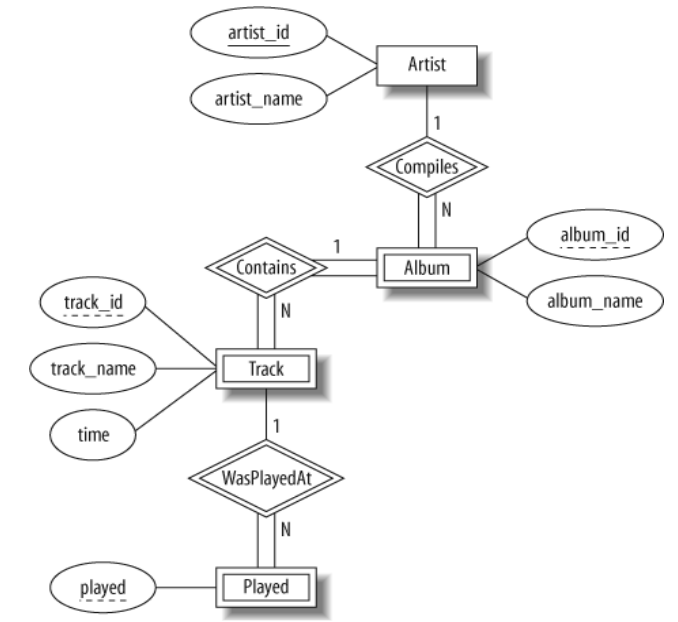 artist_id
Artist
artist_name
1
Compiles
N
album_id
1
Contains
Album
album_name
track_id
N
track_name
Track
time
1
WasPlayedAt
N
played
Played